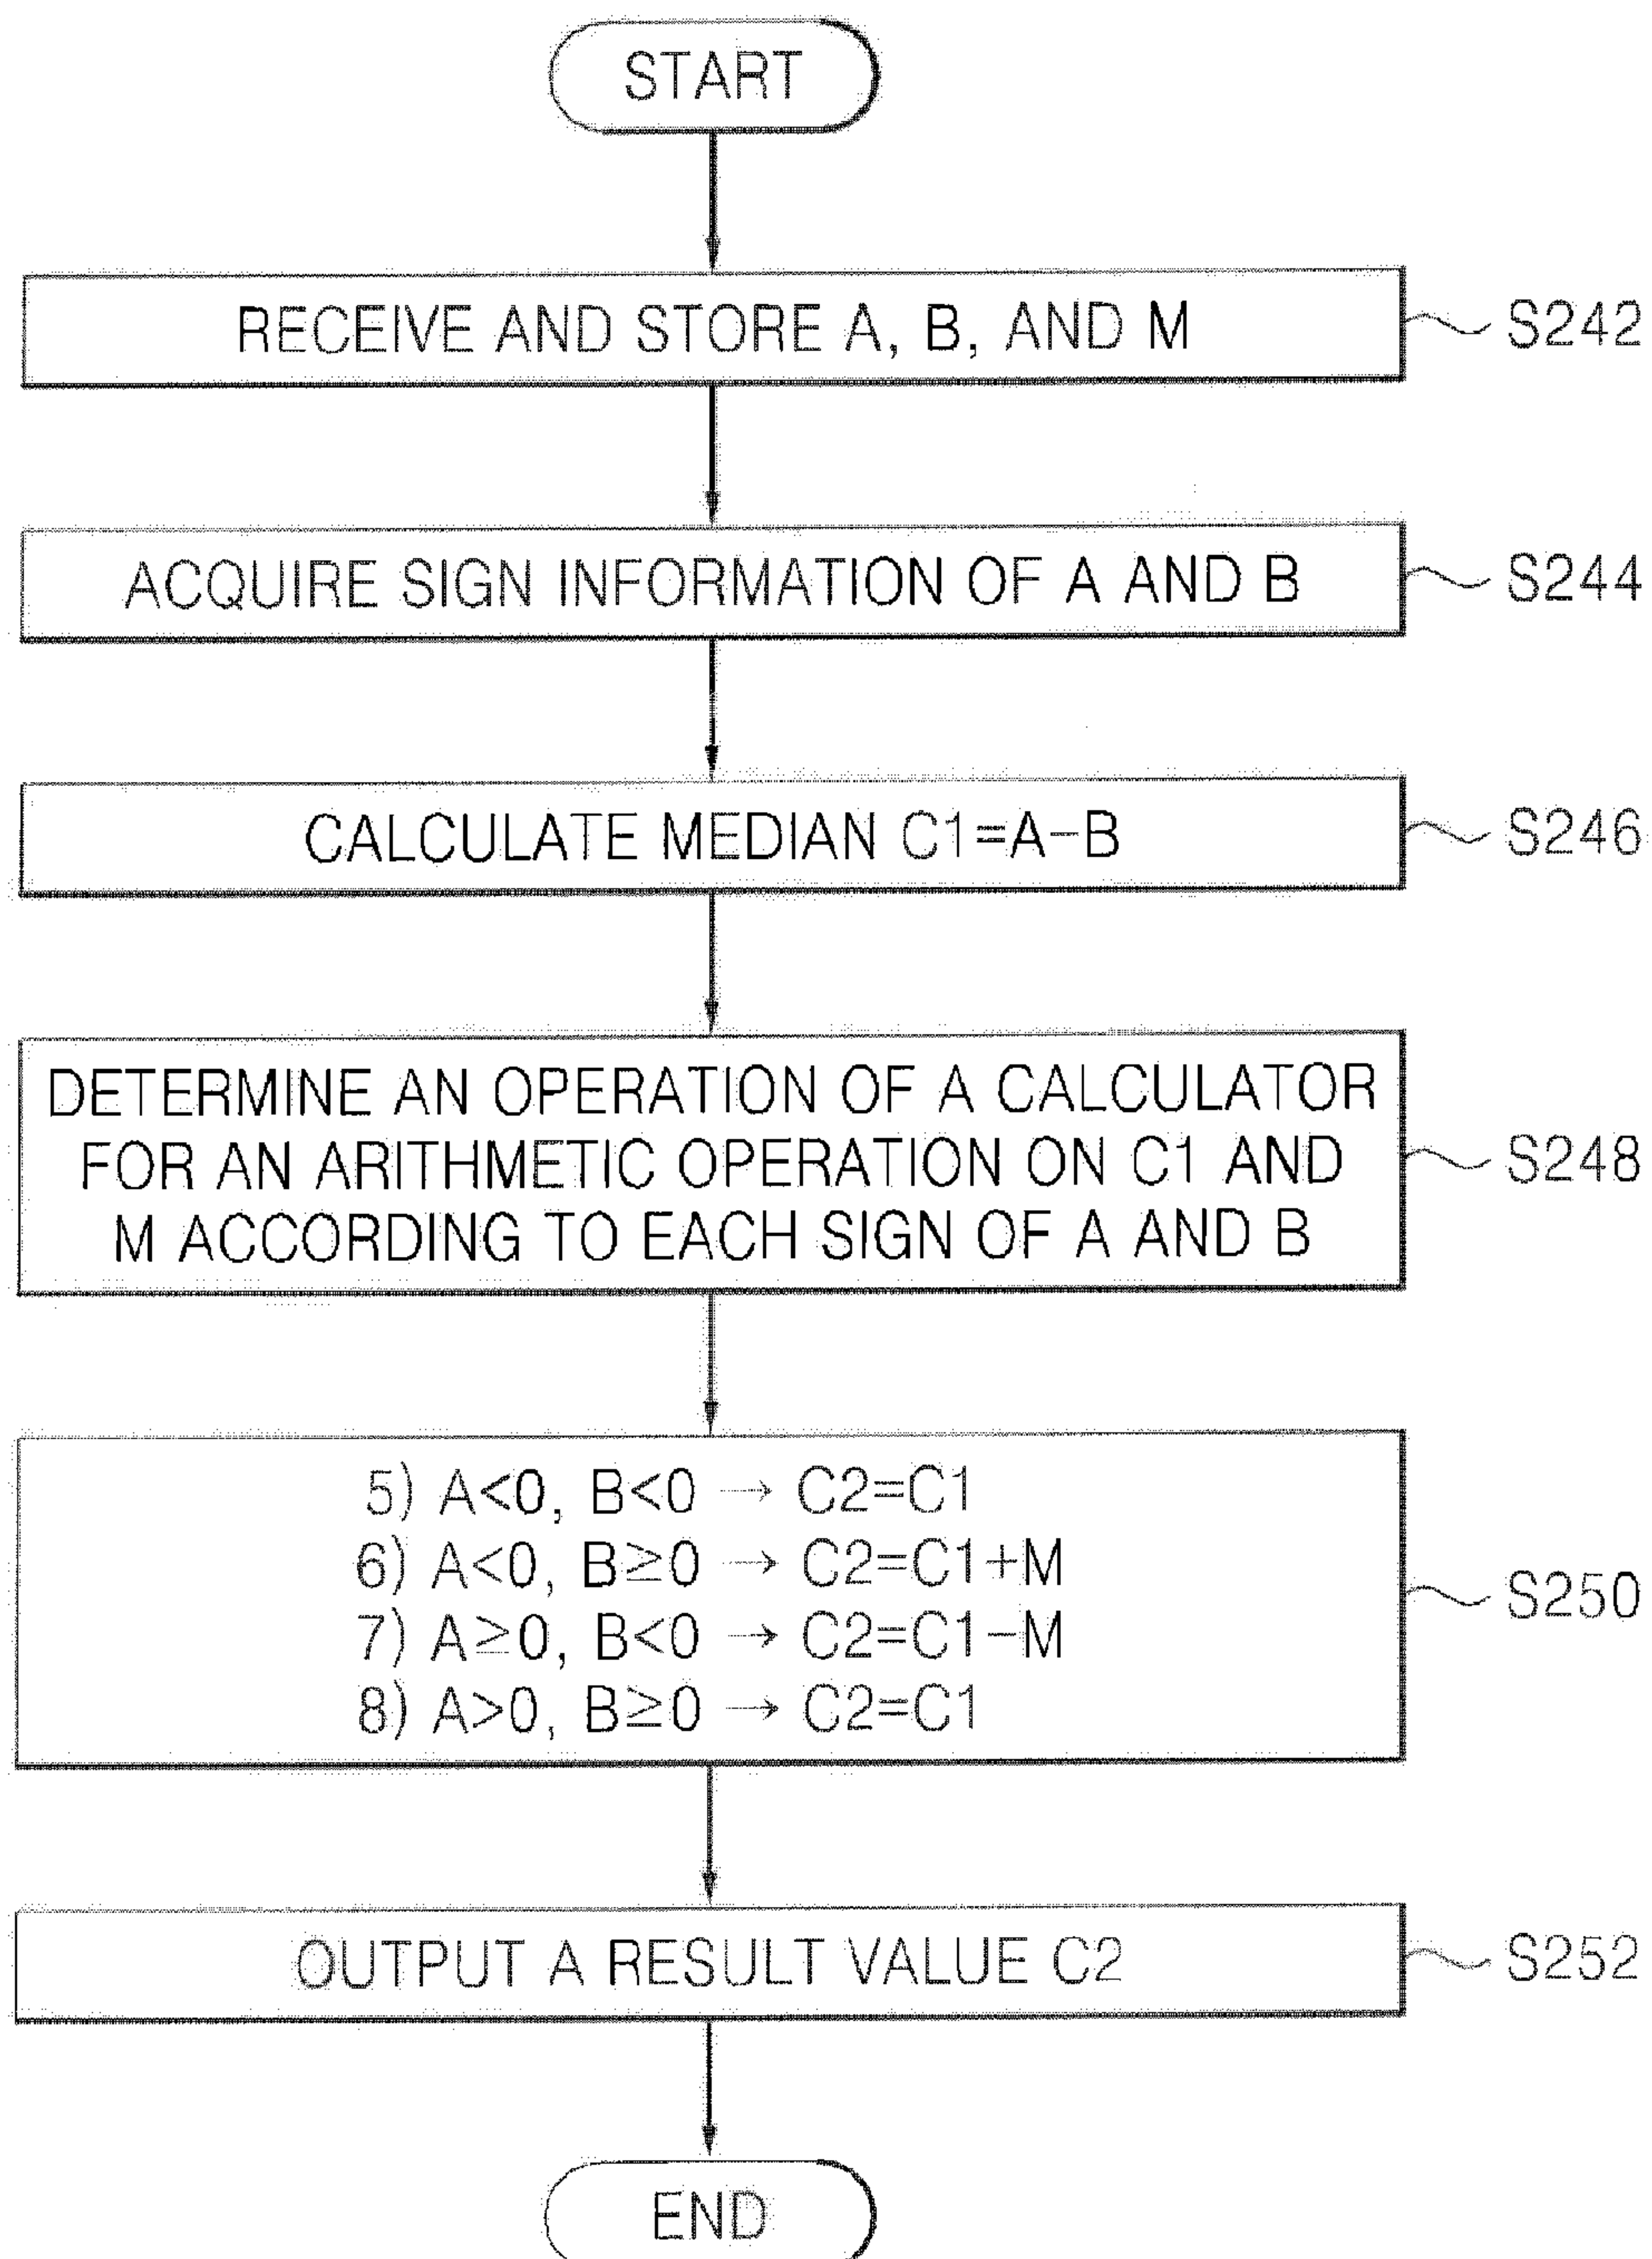 START
RECEIVE AND STORE A, B, AND M
S242
ACQUIRE SIGN INFORMATION OF A AND B
S244
CALCULATE MEDIAN C1=A−B
S246
DETERMINE AN OPERATION OF A CALCULATOR
FOR AN ARITHMETIC OPERATION ON C1 AND
M ACCORDING TO EACH SIGN OF A AND B
S248
5) A<0, B<0 → C2=C1
6) A<0, B≥0 → C2=C1+M
7) A≥0, B<0 → C2=C1−M
8) A>0, B≥0 → C2=C1
S250
OUTPUT A RESULT VALUE C2
S252
END